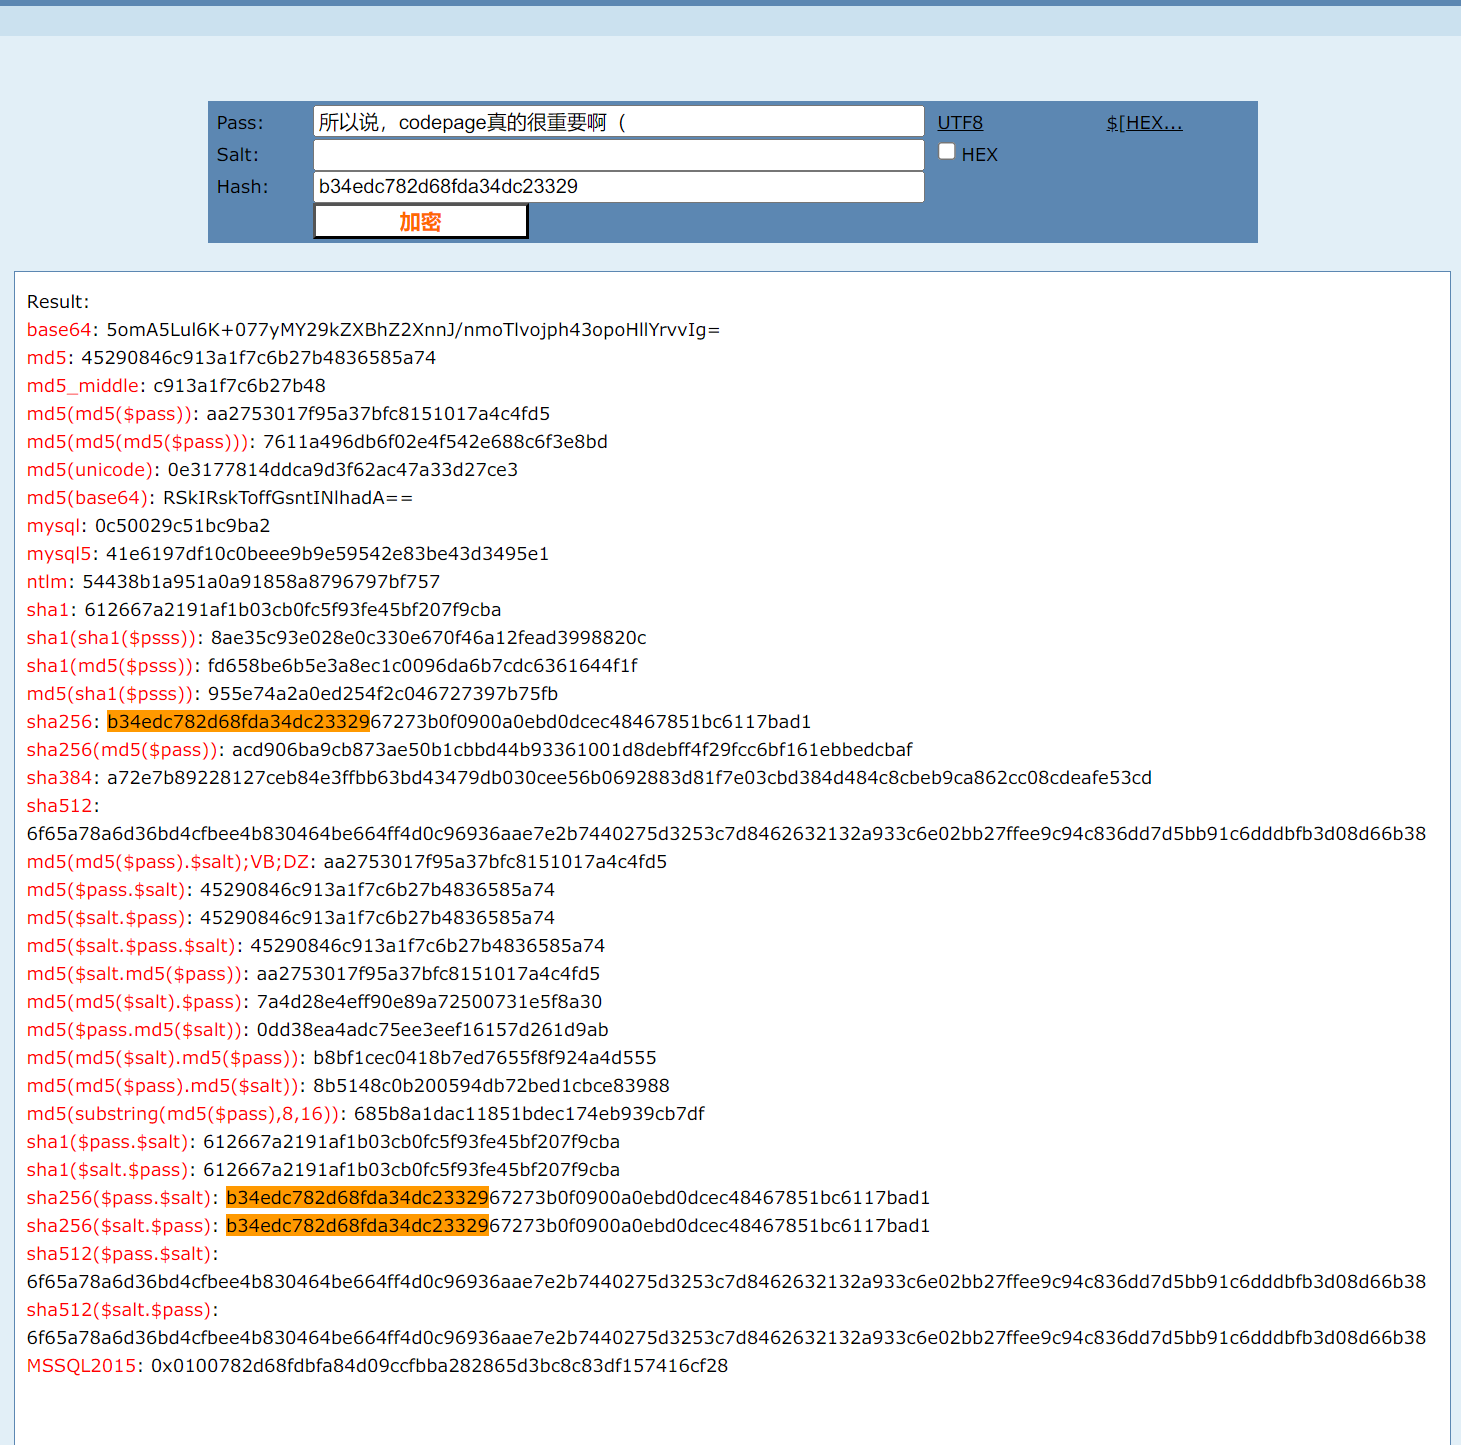 Pass: 所以说，codepage真的很重要啊（ UTF8 $[HEX...
Salt: HEX
Hash: b34edc782d68fda34dc23329
加密
Result:
base64: 5omA5Lul6K+077yMY29kZXBhZ2XnnJ/nmoTlvojph43opoHllYrvvIg=
md5: 45290846c913a1f7c6b27b4836585a74
md5_middle: c913a1f7c6b27b48
md5(md5($pass)): aa2753017f95a37bfc8151017a4c4fd5
md5(md5(md5($pass))): 7611a496db6f02e4f542e688c6f3e8bd
md5(unicode): 0e3177814ddca9d3f62ac47a33d27ce3
md5(base64): RSkIRskToffGsntINlhadA==
mysql: 0c50029c51bc9ba2
mysql5: 41e6197df10c0beee9b9e59542e83be43d3495e1
ntlm: 54438b1a951a0a91858a8796797bf757
sha1: 612667a2191af1b03cb0fc5f93fe45bf207f9cba
sha1(sha1($psss)): 8ae35c93e028e0c330e670f46a12fead3998820c
sha1(md5($psss)): fd658be6b5e3a8ec1c0096da6b7cdc6361644f1f
md5(sha1($psss)): 955e74a2a0ed254f2c046727397b75fb
sha256: b34edc782d68fda34dc2332967273b0f0900a0ebd0dcec48467851bc6117bad1
sha256(md5($pass)): acd906ba9cb873ae50b1cbbd44b93361001d8debff4f29fcc6bf161ebbedcbaf
sha384: a72e7b89228127ceb84e3ffbb63bd43479db030cee56b0692883d81f7e03cbd384d484c8cbeb9ca862cc08cdeafe53cd
sha512:
6f65a78a6d36bd4cfbee4b830464be664ff4d0c96936aae7e2b7440275d3253c7d8462632132a933c6e02bb27ffee9c94c836dd7d5bb91c6dddbfb3d08d66b38
md5(md5($pass).$salt);VB;DZ: aa2753017f95a37bfc8151017a4c4fd5
md5($pass.$salt): 45290846c913a1f7c6b27b4836585a74
md5($salt.$pass): 45290846c913a1f7c6b27b4836585a74
md5($salt.$pass.$salt): 45290846c913a1f7c6b27b4836585a74
md5($salt.md5($pass)): aa2753017f95a37bfc8151017a4c4fd5
md5(md5($salt).$pass): 7a4d28e4eff90e89a72500731e5f8a30
md5($pass.md5($salt)): 0dd38ea4adc75ee3eef16157d261d9ab
md5(md5($salt).md5($pass)): b8bf1cec0418b7ed7655f8f924a4d555
md5(md5($pass).md5($salt)): 8b5148c0b200594db72bed1cbce83988
md5(substring(md5($pass),8,16)): 685b8a1dac11851bdec174eb939cb7df
sha1($pass.$salt): 612667a2191af1b03cb0fc5f93fe45bf207f9cba
sha1($salt.$pass): 612667a2191af1b03cb0fc5f93fe45bf207f9cba
sha256($pass.$salt): b34edc782d68fda34dc2332967273b0f0900a0ebd0dcec48467851bc6117bad1
sha256($salt.$pass): b34edc782d68fda34dc2332967273b0f0900a0ebd0dcec48467851bc6117bad1
sha512($pass.$salt):
6f65a78a6d36bd4cfbee4b830464be664ff4d0c96936aae7e2b7440275d3253c7d8462632132a933c6e02bb27ffee9c94c836dd7d5bb91c6dddbfb3d08d66b38
sha512($salt.$pass):
6f65a78a6d36bd4cfbee4b830464be664ff4d0c96936aae7e2b7440275d3253c7d8462632132a933c6e02bb27ffee9c94c836dd7d5bb91c6dddbfb3d08d66b38
MSSQL2015: 0x0100782d68fdbfa84d09ccfbba282865d3bc8c83df157416cf28